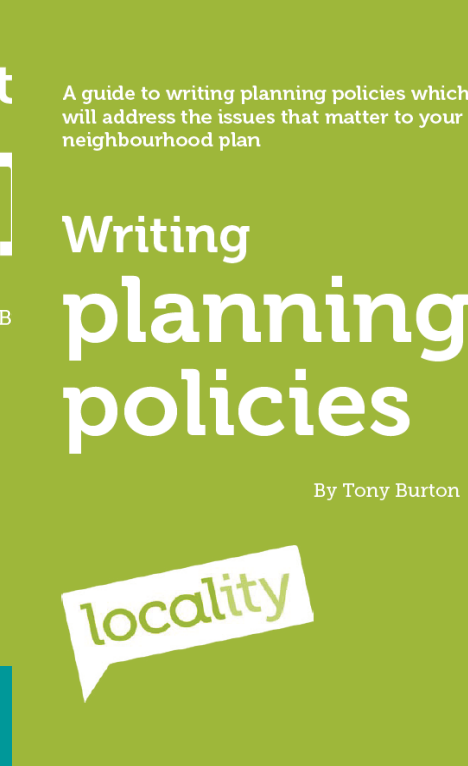 t
A guide to writing planning policies which
will address the issues that matter to your
neighbourhood plan
Writing
planning
policies
B
By Tony Burton
locality